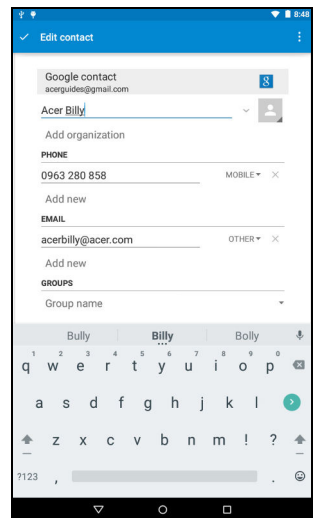 8:48
Edit contact
Google contact
8
acerguides@gmail.com
Acer Billy
Add organization
PHONE
0963 280 858 MOBILE
Add new
EMAIL
acerbilly@acer.com OTHER
Add new
GROUPS
Group name
Bully Billy Bolly
1 2 3 4 5 6 7 8 9 0
q w e r t y u i o p
a s d f g h j k l
z x c v b n m ! ?
?123 , .